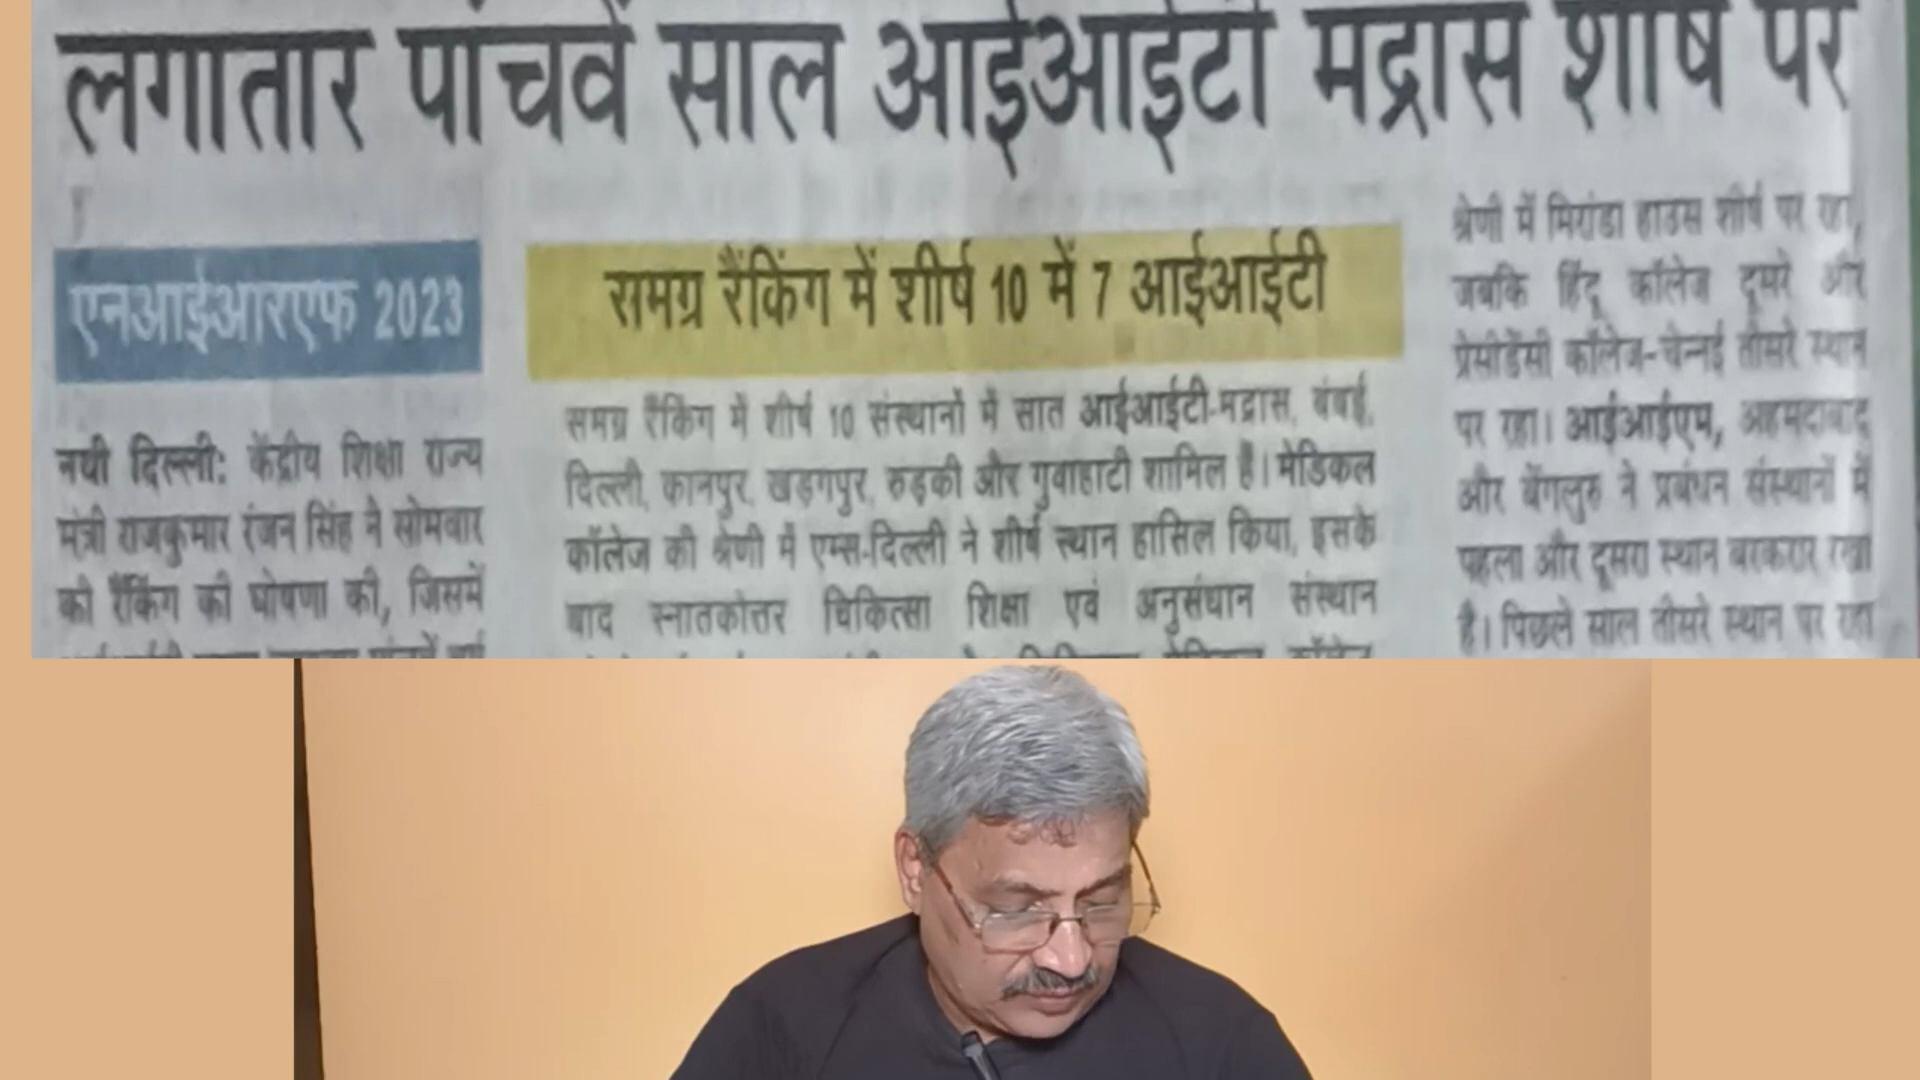 लगातार पांचवें साल आईआईटी मद्रास शीर्ष पर
एनआईआरएफ 2023
नयी दिल्ली: केंद्रीय शिक्षा राज्य
मंत्री राजकुमार रंजन सिंह ने सोमवार
को रैंकिंग की घोषणा की, जिसमें
समग्र रैंकिंग में शीर्ष 10 में 7 आईआईटी
समग्र रैंकिंग में शीर्ष 10 संस्थानों में सात आईआईटी-मद्रास, बंबई,
दिल्ली, कानपुर, खड़गपुर, रुड़की और गुवाहाटी शामिल हैं। मेडिकल
कॉलेज की श्रेणी में एम्स-दिल्ली ने शीर्ष स्थान हासिल किया, इसके
बाद स्नातकोत्तर चिकित्सा शिक्षा एवं अनुसंधान संस्थान
श्रेणी में मिरांडा हाउस शीर्ष पर रहा,
जबकि हिंदू कॉलेज दूसरे और
प्रेसीडेंसी कॉलेज-चेन्नई तीसरे स्थान
पर रहा। आईआईएम, अहमदाबाद
और बेंगलुरु ने प्रबंधन संस्थानों में
पहला और दूसरा स्थान बरकरार रखा
है। पिछले साल तीसरे स्थान पर रहा